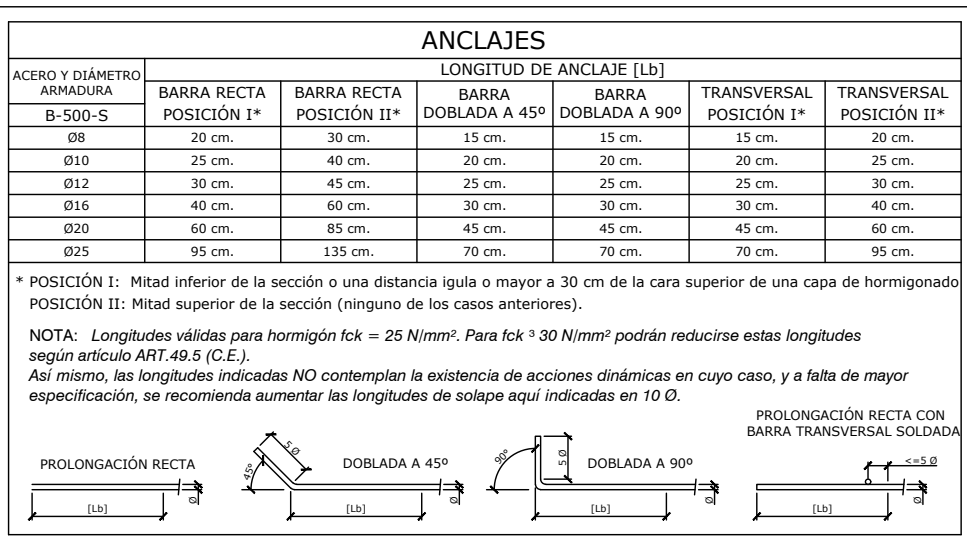 ANCLAJES
ACERO Y DIÁMETRO
ARMADURA
LONGITUD DE ANCLAJE [Lb]
B-500-S
BARRA RECTA
POSICIÓN I*
BARRA RECTA
POSICIÓN II*
BARRA
DOBLADA A 45º
BARRA
DOBLADA A 90º
TRANSVERSAL
POSICIÓN I*
TRANSVERSAL
POSICIÓN II*
Ø8 20 cm. 30 cm. 15 cm. 15 cm. 15 cm. 20 cm.
Ø10 25 cm. 40 cm. 20 cm. 20 cm. 20 cm. 25 cm.
Ø12 30 cm. 45 cm. 25 cm. 25 cm. 25 cm. 30 cm.
Ø16 40 cm. 60 cm. 30 cm. 30 cm. 30 cm. 40 cm.
Ø20 60 cm. 85 cm. 45 cm. 45 cm. 45 cm. 60 cm.
Ø25 95 cm. 135 cm. 70 cm. 70 cm. 70 cm. 95 cm.
* POSICIÓN I: Mitad inferior de la sección o una distancia igula o mayor a 30 cm de la cara superior de una capa de hormigonado
POSICIÓN II: Mitad superior de la sección (ninguno de los casos anteriores).
NOTA: Longitudes válidas para hormigón fck = 25 N/mm². Para fck ³ 30 N/mm² podrán reducirse estas longitudes
según artículo ART.49.5 (C.E.).
Así mismo, las longitudes indicadas NO contemplan la existencia de acciones dinámicas en cuyo caso, y a falta de mayor
especificación, se recomienda aumentar las longitudes de solape aquí indicadas en 10 Ø.
PROLONGACIÓN RECTA
[Lb]
Ø
DOBLADA A 45º
5 Ø
45º
[Lb]
Ø
DOBLADA A 90º
90º
5 Ø
[Lb]
Ø
PROLONGACIÓN RECTA CON
BARRA TRANSVERSAL SOLDADA
<=5 Ø
[Lb]
Ø